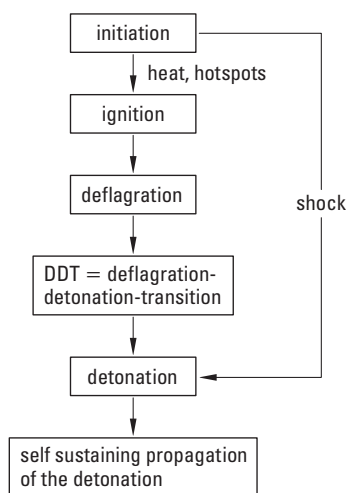 initiation
heat, hotspots
ignition
deflagration
shock
DDT = deflagration-
detonation-transition
detonation
self sustaining propagation
of the detonation